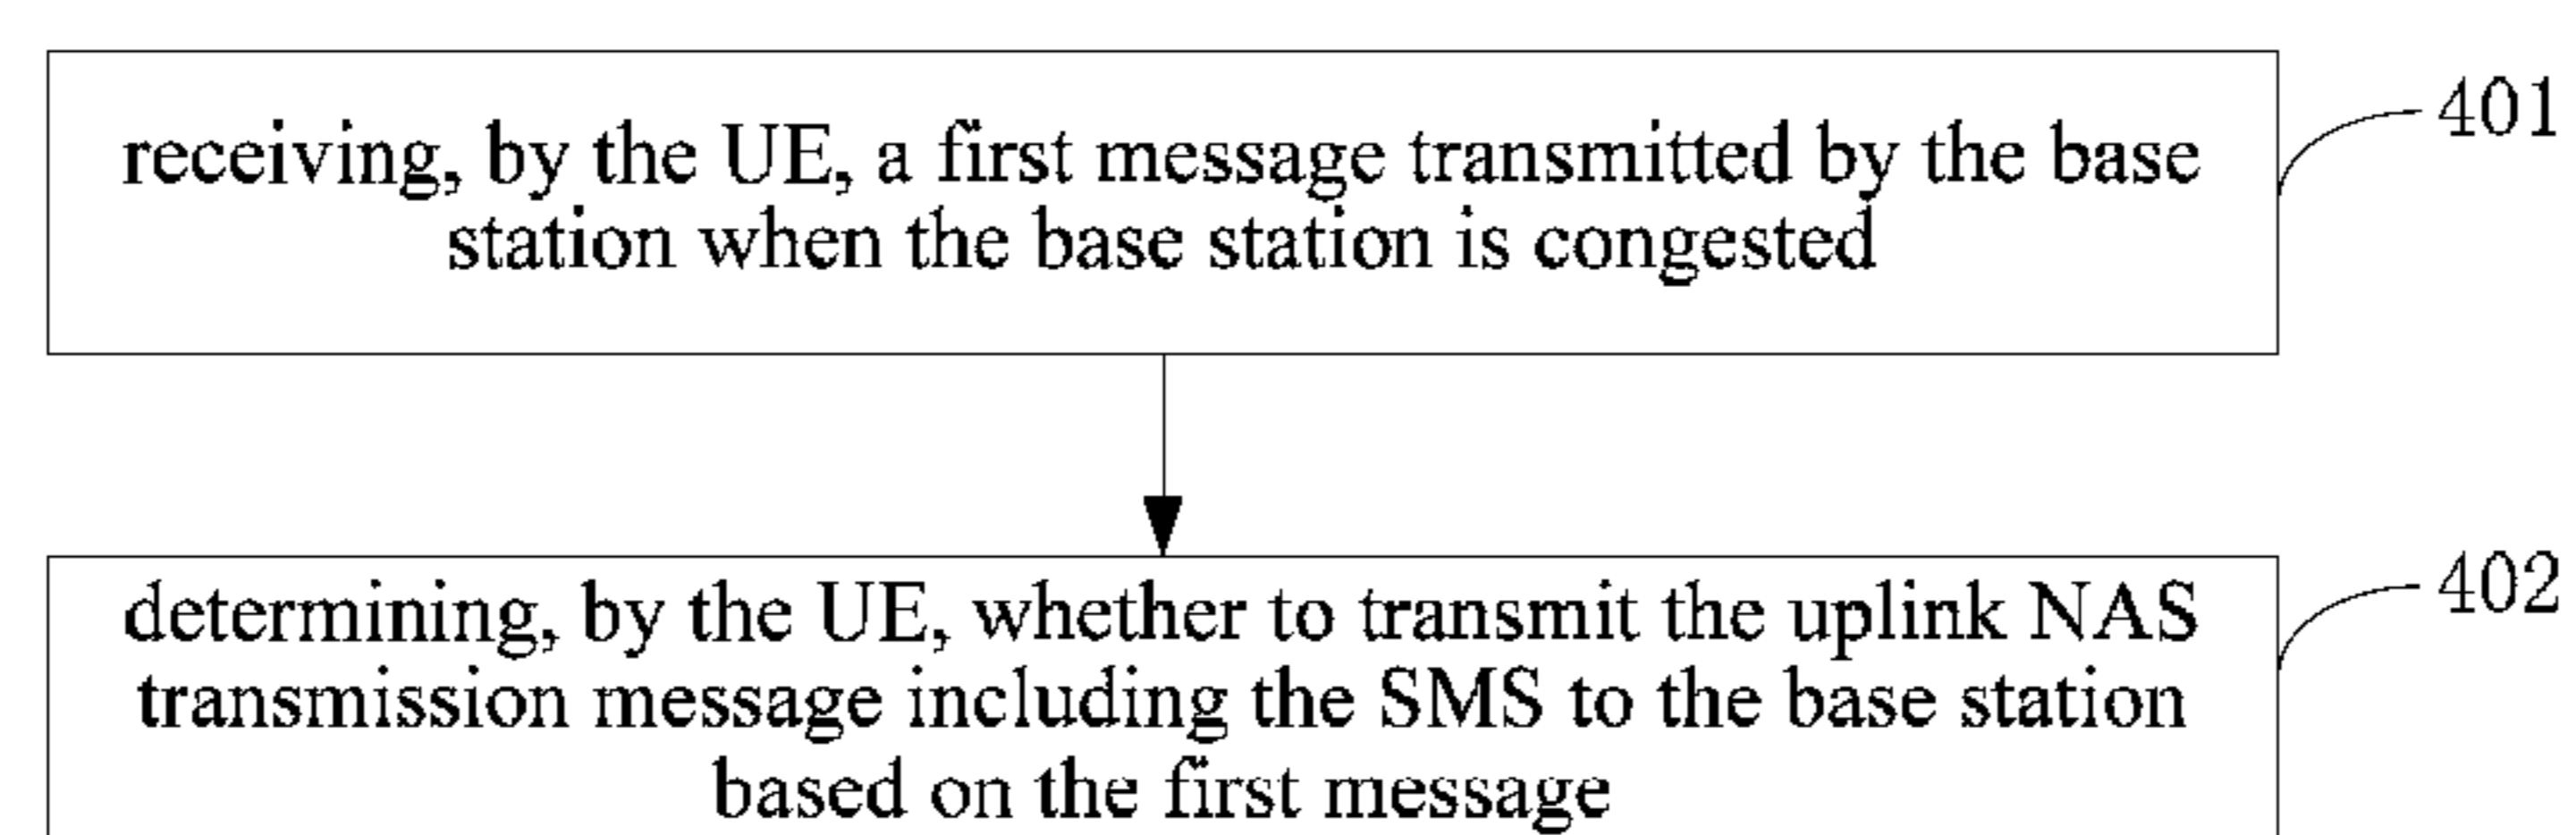 receiving, by the UE, a first message transmitted by the base
station when the base station is congested
401
determining, by the UE, whether to transmit the uplink NAS
transmission message including the SMS to the base station
based on the first message
402